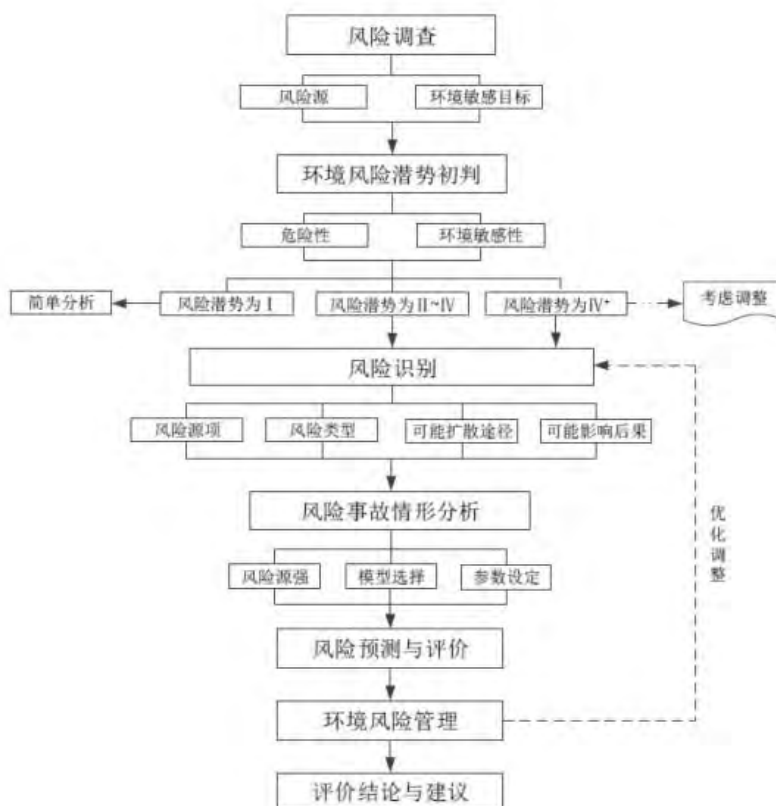 风险调查
风险源
环境敏感目标
环境风险潜势初判
危险性
环境敏感性
简单分析
风险潜势为Ⅰ
风险潜势为Ⅱ~Ⅳ
风险潜势为Ⅳ⁺
考虑调整
风险识别
风险源项
风险类型
可能扩散途径
可能影响后果
风险事故情形分析
优化调整
风险源强
模型选择
参数设定
风险预测与评价
环境风险管理
评价结论与建议